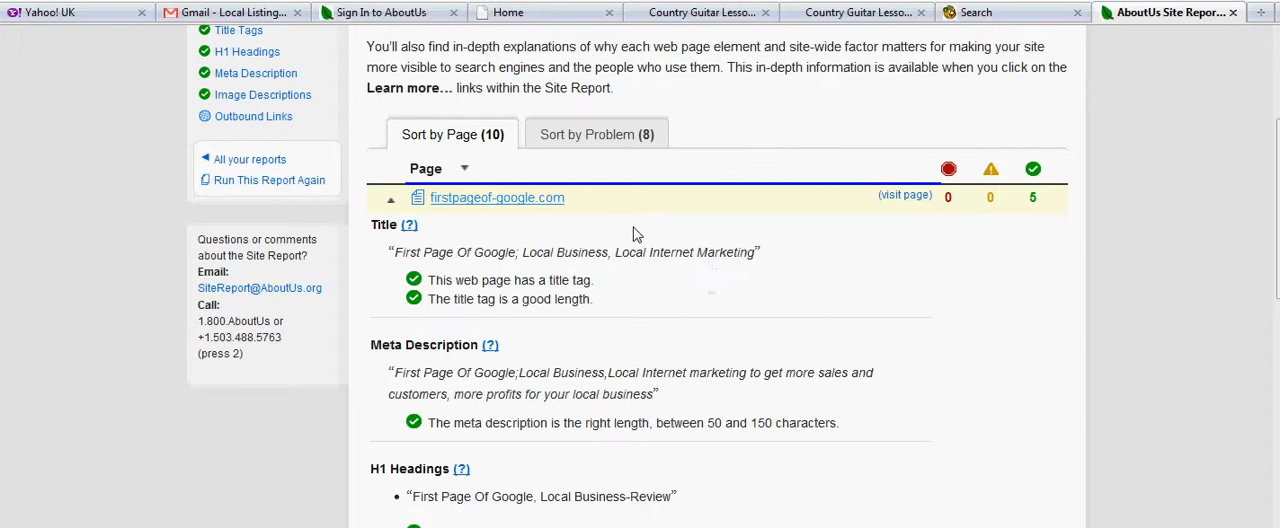 Yahoo! UK
Gmail - Local Listing...
Sign In to AboutUs
Home
Country Guitar Lesso...
Country Guitar Lesso...
Search
AboutUs Site Repor...
Title Tags
H1 Headings
Meta Description
Image Descriptions
Outbound Links
All your reports
Run This Report Again
Questions or comments
about the Site Report?
Email:
SiteReport@AboutUs.org
Call:
1.800.AboutUs or
+1.503.488.5763
(press 2)
You'll also find in-depth explanations of why each web page element and site-wide factor matters for making your site
more visible to search engines and the people who use them. This in-depth information is available when you click on the
Learn more... links within the Site Report.
Sort by Page (10)
Sort by Problem (8)
Page
firstpageof-google.com
(visit page) 0 0 5
Title (?)
“First Page Of Google; Local Business, Local Internet Marketing”
This web page has a title tag.
The title tag is a good length.
Meta Description (?)
“First Page Of Google,Local Business,Local Internet marketing to get more sales and
customers, more profits for your local business”
The meta description is the right length, between 50 and 150 characters.
H1 Headings (?)
• “First Page Of Google, Local Business-Review”